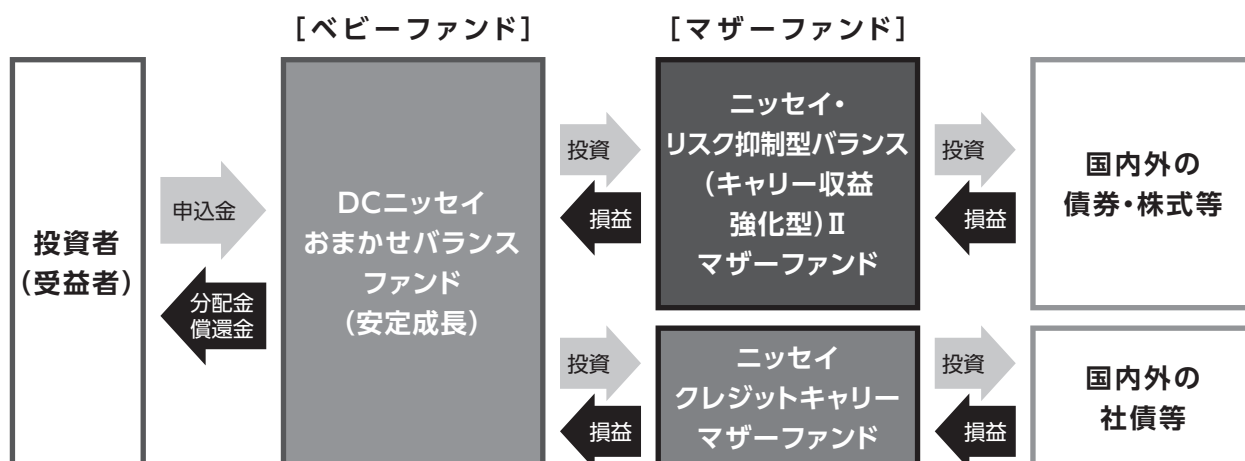 [ベビーファンド]
[マザーファンド]
投資者
(受益者)
申込金
分配金
償還金
DCニッセイ
おまかせバランス
ファンド
(安定成長)
投資
損益
ニッセイ・
リスク抑制型バランス
(キャリー収益
強化型)Ⅱ
マザーファンド
投資
損益
国内外の
債券・株式等
投資
損益
ニッセイ
クレジットキャリー
マザーファンド
投資
損益
国内外の
社債等